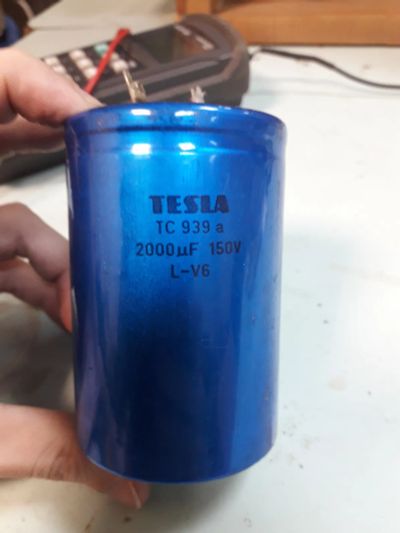 TESLA
TC 939 a
2000µF 150V
L-V6